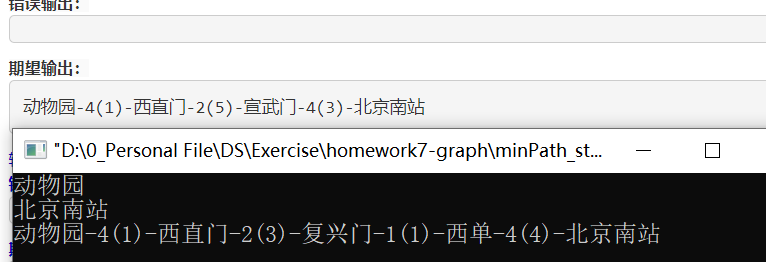 错误输出：
期望输出：
动物园-4(1)-西直门-2(5)-宣武门-4(3)-北京南站
"D:\0_Personal File\DS\Exercise\homework7-graph\minPath_st...
动物园
北京南站
动物园-4(1)-西直门-2(3)-复兴门-1(1)-西单-4(4)-北京南站